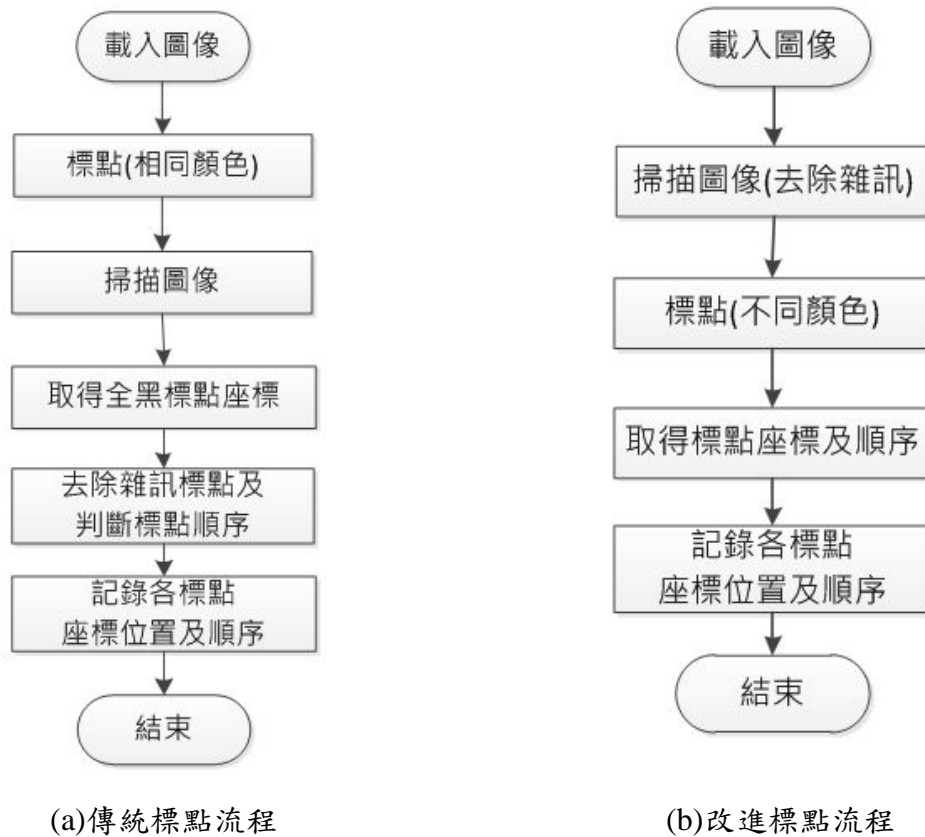 載入圖像
標點(相同顏色)
掃描圖像
取得全黑標點座標
去除雜訊標點及
判斷標點順序
記錄各標點
座標位置及順序
結束
(a)傳統標點流程
載入圖像
掃描圖像(去除雜訊)
標點(不同顏色)
取得標點座標及順序
記錄各標點
座標位置及順序
結束
(b)改進標點流程